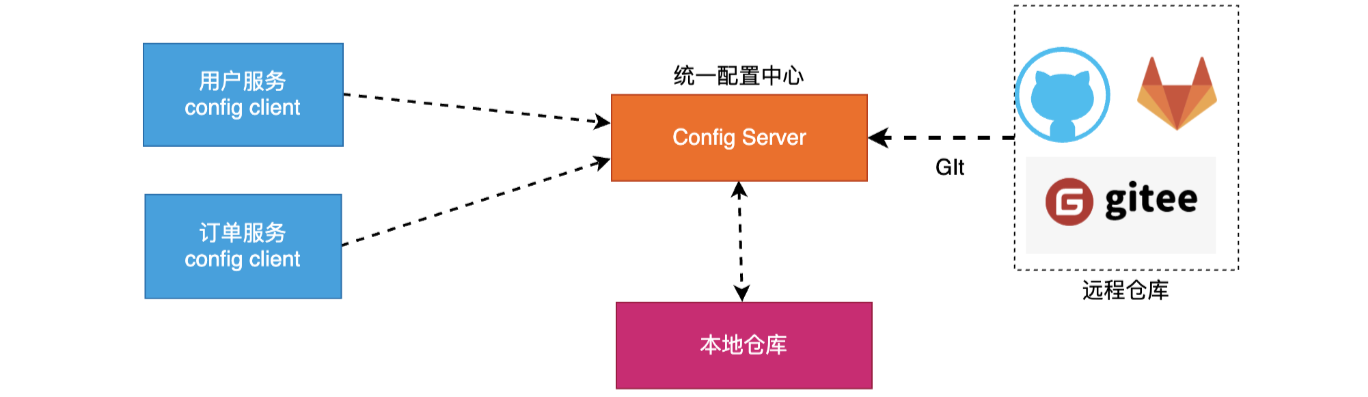 用户服务
config client
订单服务
config client
统一配置中心
Config Server
本地仓库
GIt
G gitee
远程仓库